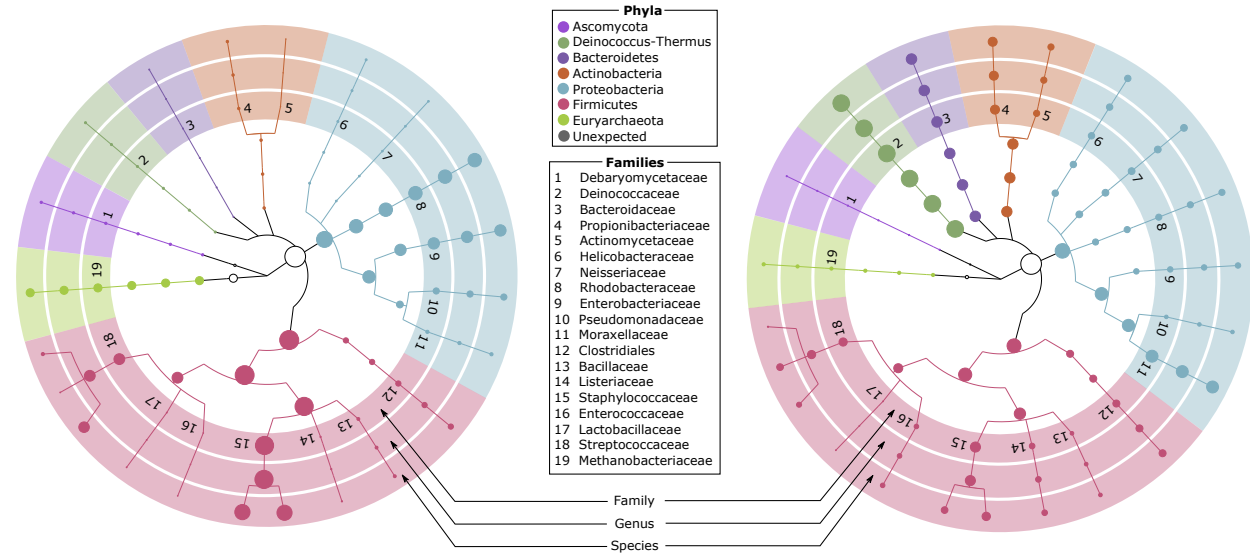 Phyla
Ascomycota
Deinococcus-Thermus
Bacteroidetes
Actinobacteria
Proteobacteria
Firmicutes
Euryarchaeota
Unexpected
Families
1 Debaryomycetaceae
2 Deinococcaceae
3 Bacteroidaceae
4 Propionibacteriaceae
5 Actinomycetaceae
6 Helicobacteraceae
7 Neisseriaceae
8 Rhodobacteraceae
9 Enterobacteriaceae
10 Pseudomonadaceae
11 Moraxellaceae
12 Clostridiales
13 Bacillaceae
14 Listeriaceae
15 Staphylococcaceae
16 Enterococcaceae
17 Lactobacillaceae
18 Streptococcaceae
19 Methanobacteriaceae
Family
Genus
Species
1
2
3
4
5
6
7
8
9
10
11
12
13
14
15
16
17
18
19
1
2
3
4
5
6
7
8
9
10
11
12
13
14
15
16
17
18
19